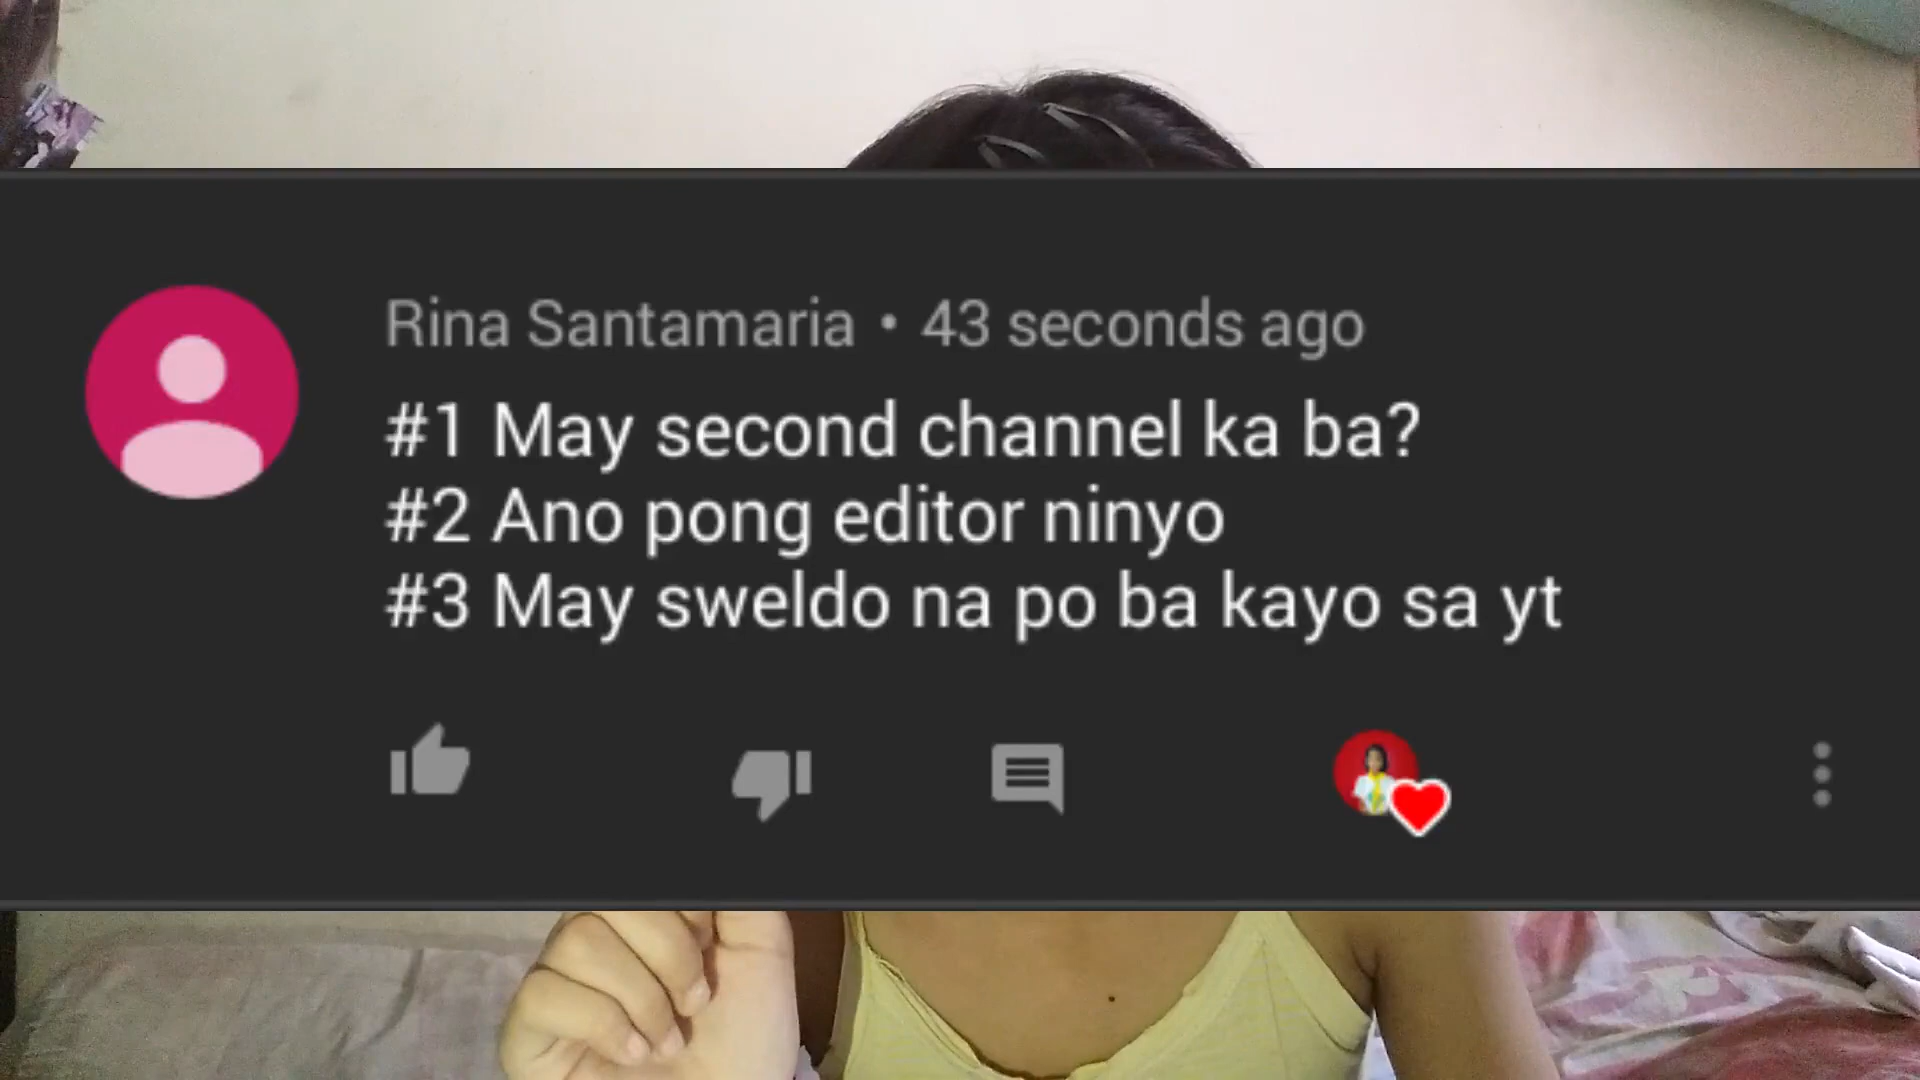 Rina Santamaria • 43 seconds ago
#1 May second channel ka ba?
#2 Ano pong editor ninyo
#3 May sweldo na po ba kayo sa yt